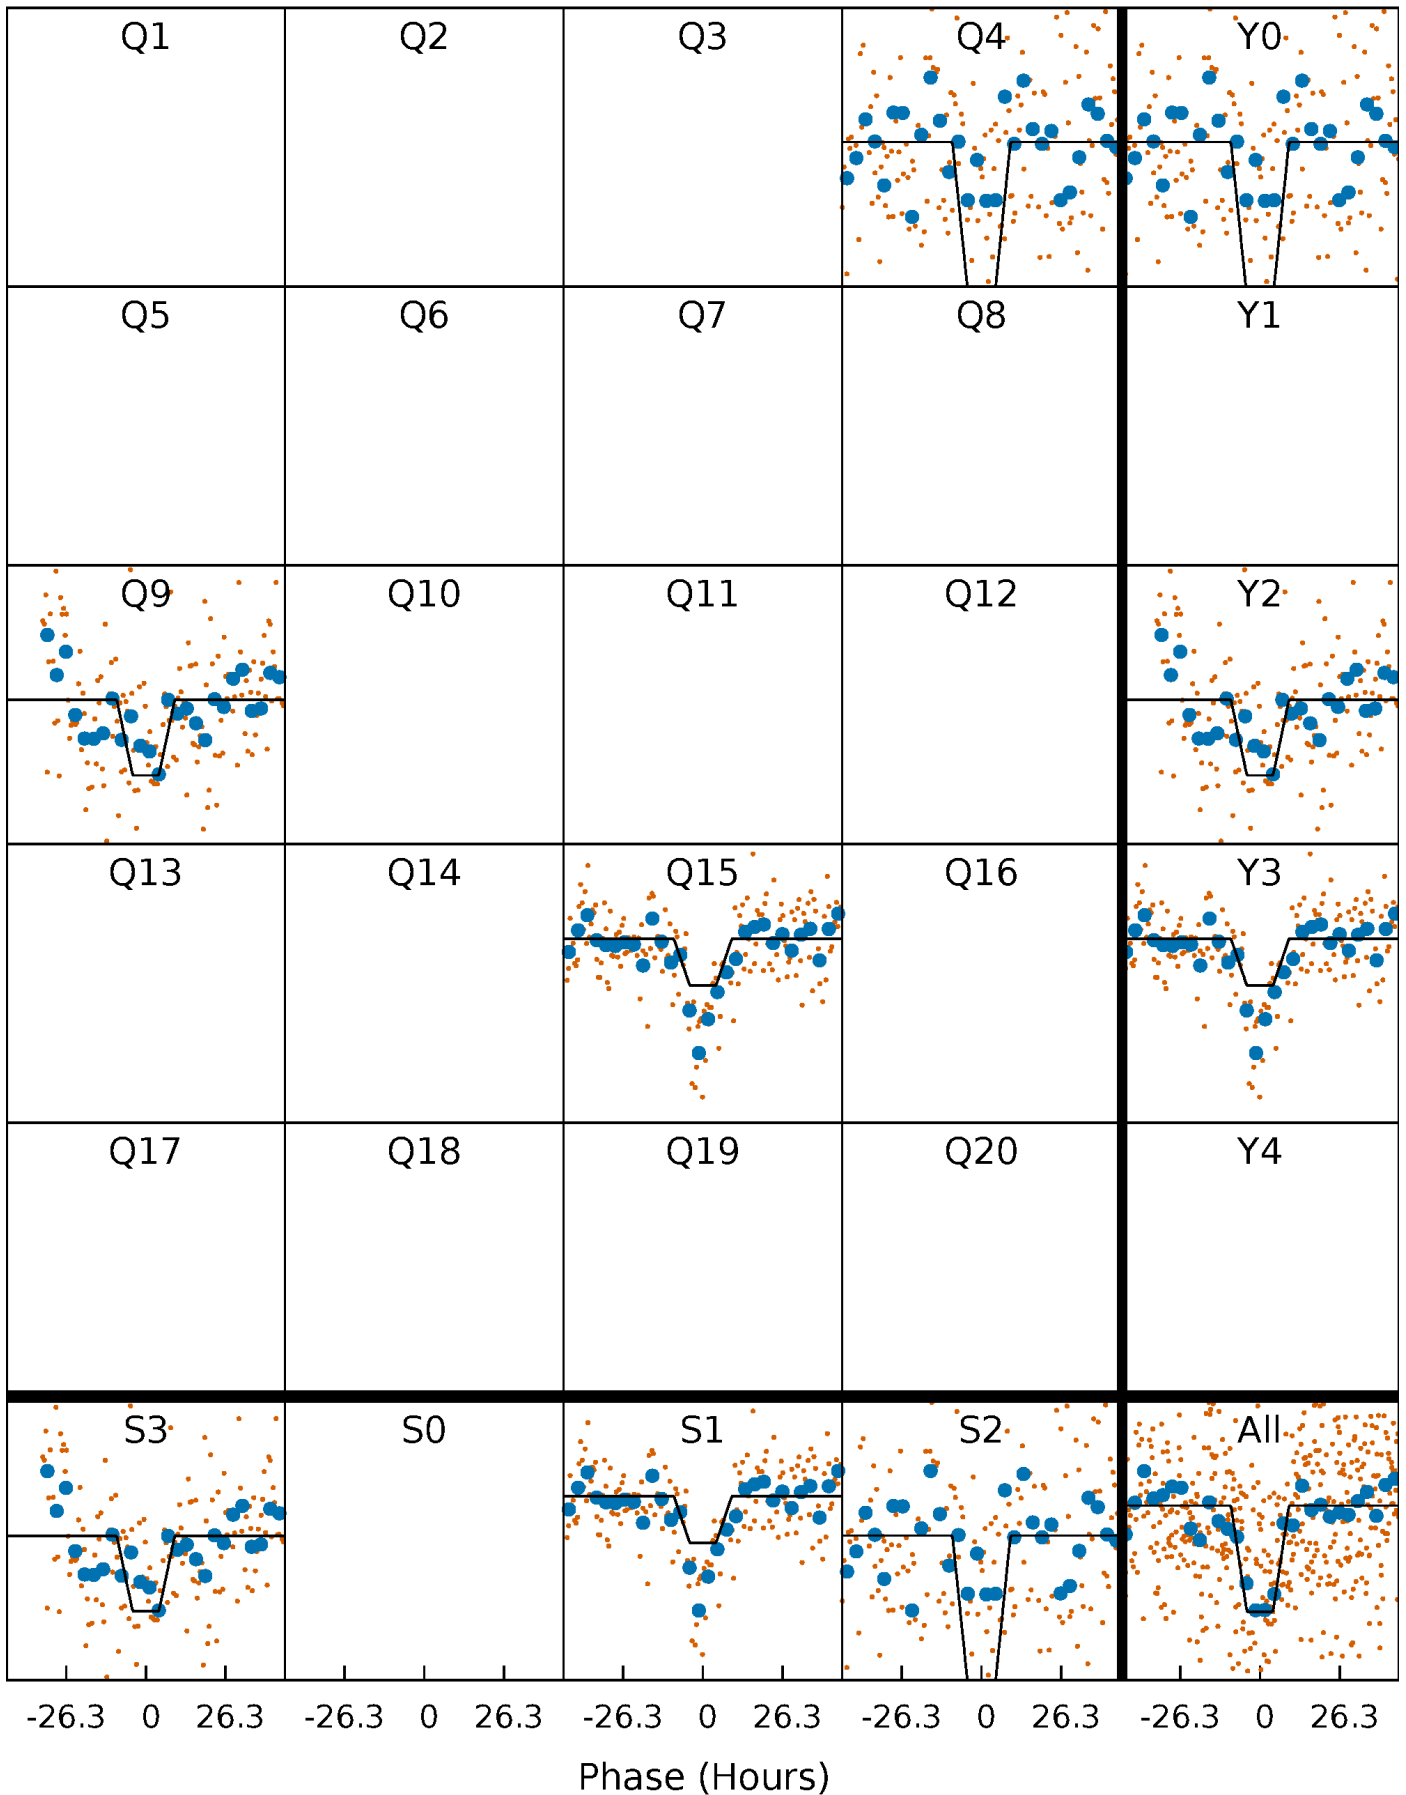 Q1 Q2 Q3 Q4 Y0
Q5 Q6 Q7 Q8 Y1
Q9 Q10 Q11 Q12 Y2
Q13 Q14 Q15 Q16 Y3
Q17 Q18 Q19 Q20 Y4
S3 S0 S1 S2 All
-26.3 0 26.3 -26.3 0 26.3 -26.3 0 26.3 -26.3 0 26.3 -26.3 0 26.3
Phase (Hours)